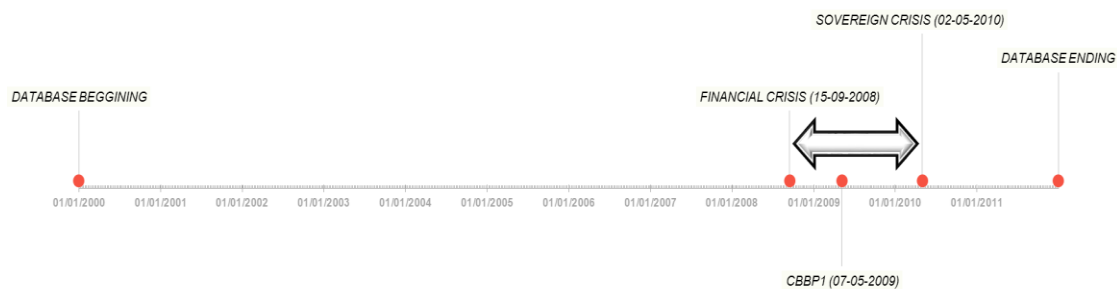 SOVEREIGN CRISIS (02-05-2010)
DATABASE ENDING
DATABASE BEGGINING
FINANCIAL CRISIS (15-09-2008)
01/01/2000 01/01/2001 01/01/2002 01/01/2003 01/01/2004 01/01/2005 01/01/2006 01/01/2007 01/01/2008 01/01/2009 01/01/2010 01/01/2011
CBBP1 (07-05-2009)